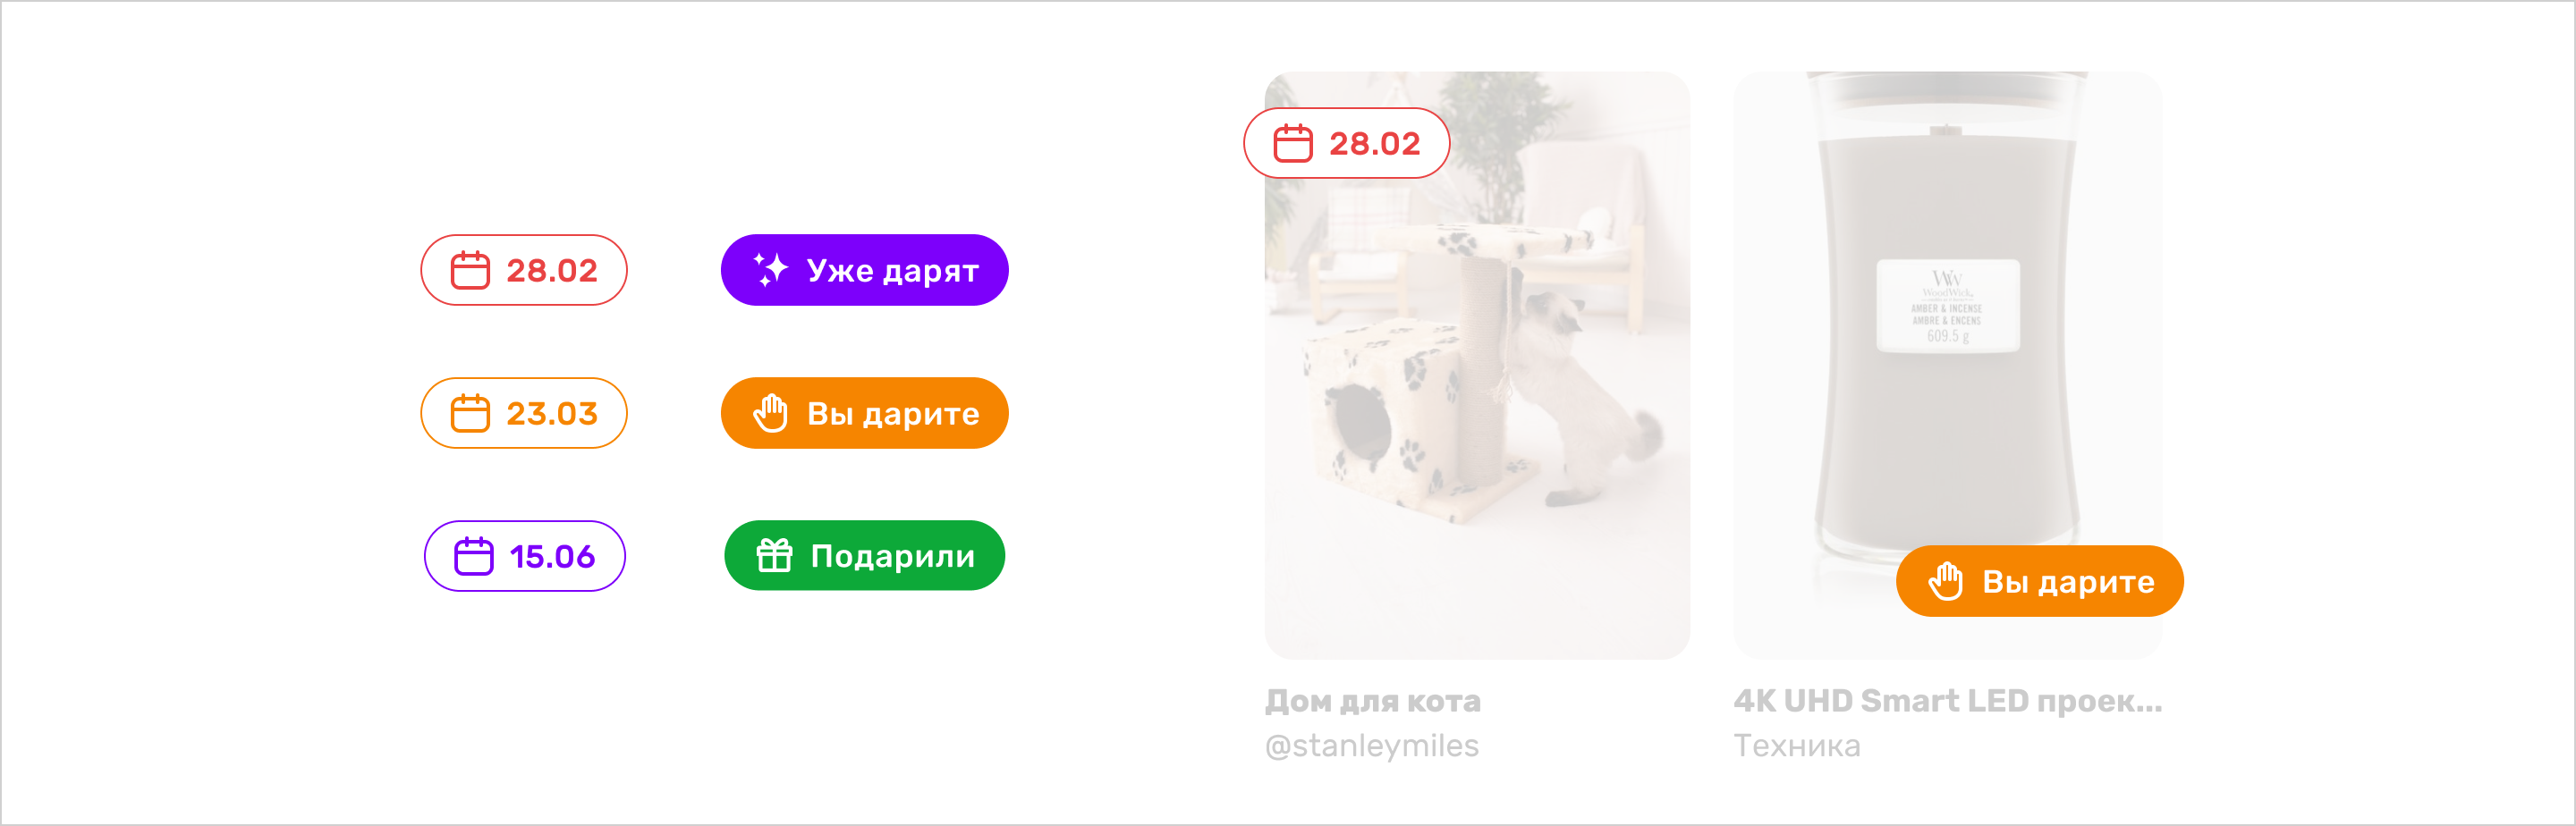 28.02
Уже дарят
23.03
Вы дарите
15.06
Подарили
28.02
WW
WoodWick
AMBER & INCENSE
AMBRE & ENCENS
609.5 g
Вы дарите
Дом для кота
@stanleymiles
4K UHD Smart LED проек...
Техника